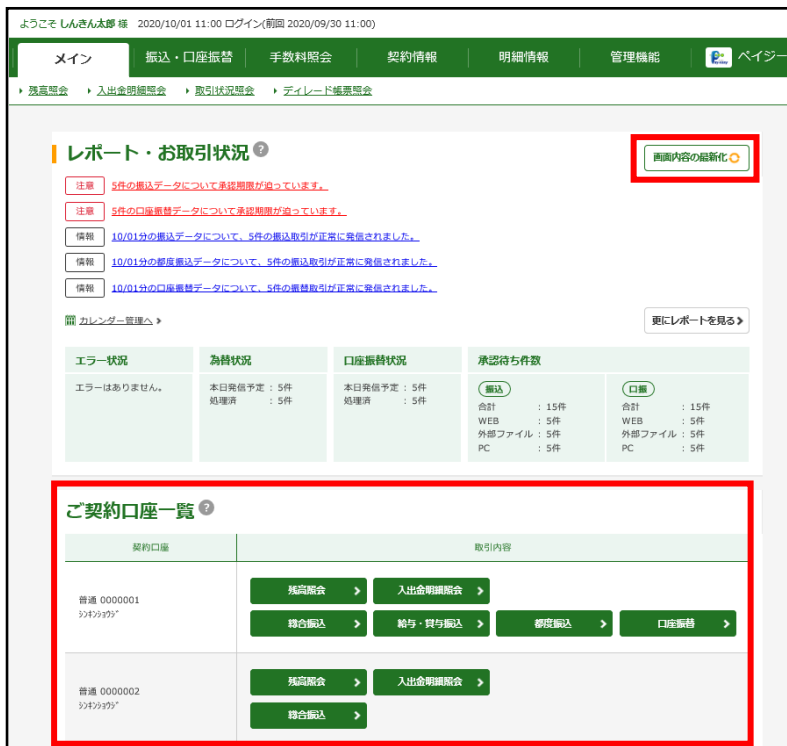 ようこそ しんきん太郎 様 2020/10/01 11:00 ログイン(前回 2020/09/30 11:00)
メイン 振込・口座振替 手数料照会 契約情報 明細情報 管理機能 ペイジー
残高照会 入出金明細照会 取引状況照会 ディレード帳票照会
レポート・お取引状況 ? 画面内容の最新化
注意 5件の振込データについて承認期限が迫っています。
注意 5件の口座振替データについて承認期限が迫っています。
情報 10/01分の振込データについて、5件の振込取引が正常に発信されました。
情報 10/01分の都度振込データについて、5件の振込取引が正常に発信されました。
情報 10/01分の口座振替データについて、5件の振替取引が正常に発信されました。
カレンダー管理へ 更にレポートを見る
エラー状況 為替状況 口座振替状況 承認待ち件数
エラーはありません。 本日発信予定 : 5件 本日発信予定 : 5件 振込 口振
処理済 : 5件 処理済 : 5件 合計 : 15件 合計 : 15件
WEB : 5件 WEB : 5件
外部ファイル : 5件 外部ファイル : 5件
PC : 5件 PC : 5件
ご契約口座一覧 ?
契約口座 取引内容
残高照会 入出金明細照会
普通 0000001
ｼﾝｷﾝｼｮｳｼﾞ
総合振込 給与・賞与振込 都度振込 口座振替
残高照会 入出金明細照会
普通 0000002
ｼﾝｷﾝｼｮｳｼﾞ
総合振込